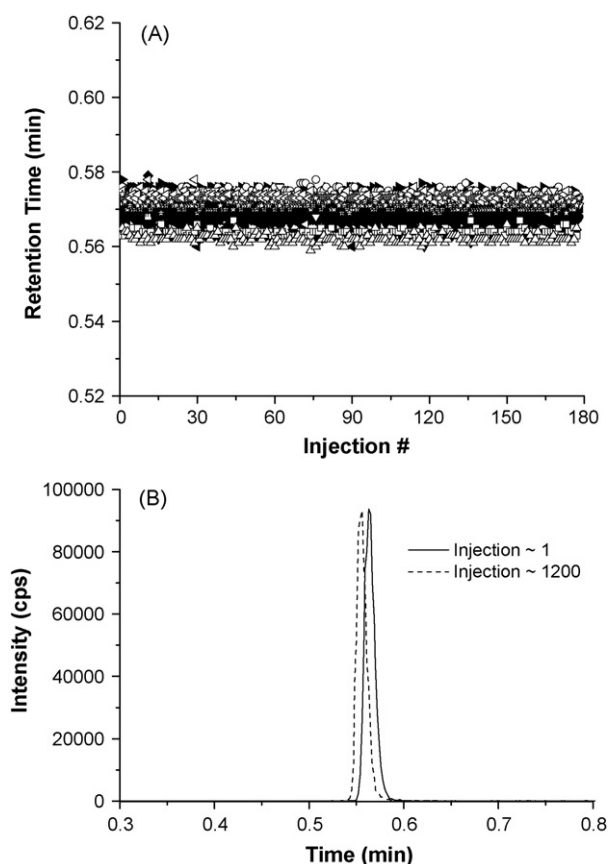 (A)
0.62
0.60
0.58
0.56
0.54
0.52
Retention Time (min)
0 30 60 90 120 150 180
Injection #
(B)
100000
80000
60000
40000
20000
0
Intensity (cps)
Injection ~ 1
Injection ~ 1200
0.3 0.4 0.5 0.6 0.7 0.8
Time (min)